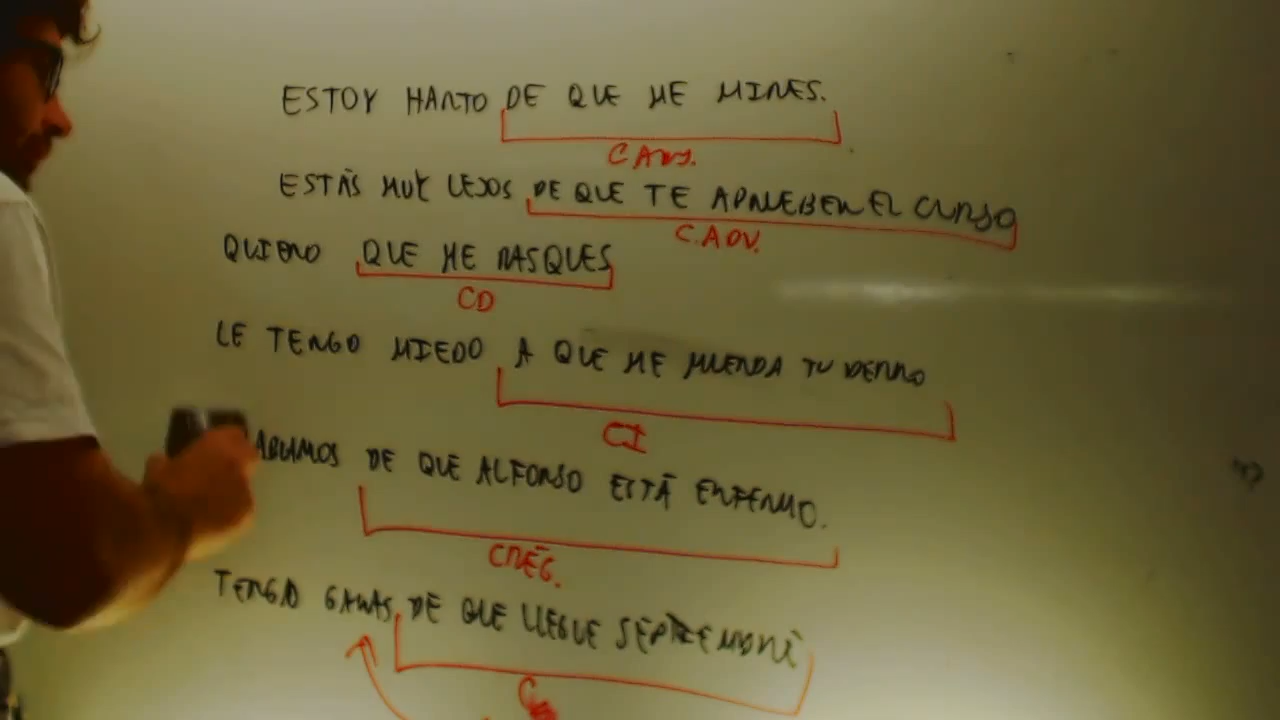 ESTOY HARTO DE QUE ME MIRES.
C ADJ.
ESTÁS MUY LEJOS DE QUE TE APRUEBEN EL CURSO
C. ADV.
QUIERO QUE ME RASQUES
CD
LE TENGO MIEDO A QUE ME MUERDA TU PERRO
CI
DE QUE ALFONSO ESTÁ ENFERMO.
CRÉG.
TENGO GANAS DE QUE LLEGUE SEPTIEMBRE